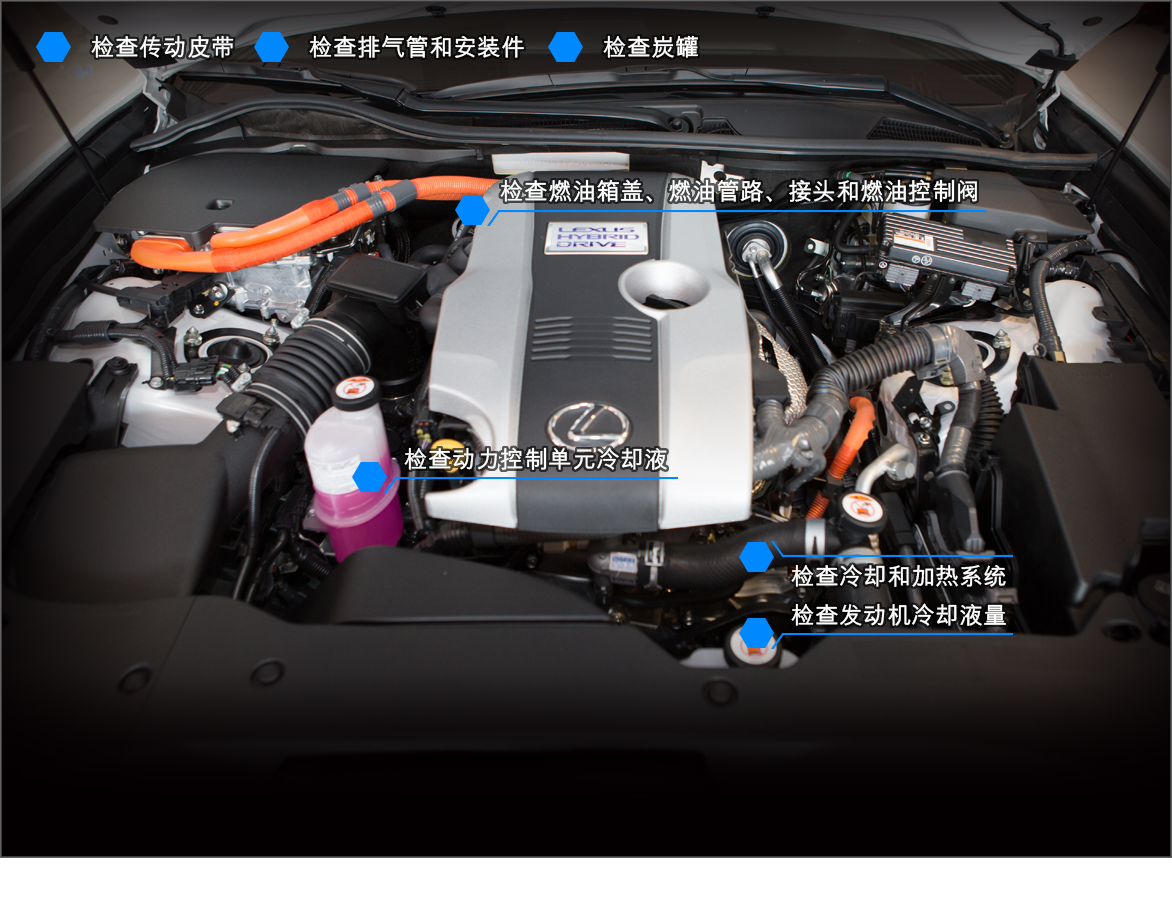 检查传动皮带 检查排气管和安装件 检查炭罐
检查燃油箱盖、燃油管路、接头和燃油控制阀
LEXUS
HYBRID
DRIVE
检查动力控制单元冷却液
检查冷却和加热系统
检查发动机冷却液量